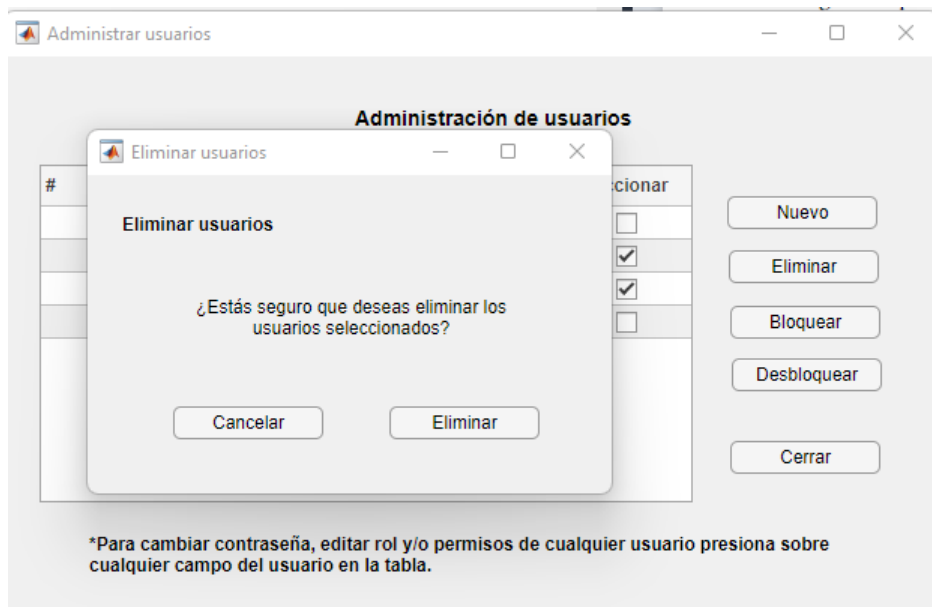 Administrar usuarios
Administración de usuarios
Eliminar usuarios
#
ccionar
Eliminar usuarios
¿Estás seguro que deseas eliminar los
usuarios seleccionados?
Cancelar
Eliminar
Nuevo
Eliminar
Bloquear
Desbloquear
Cerrar
*Para cambiar contraseña, editar rol y/o permisos de cualquier usuario presiona sobre
cualquier campo del usuario en la tabla.